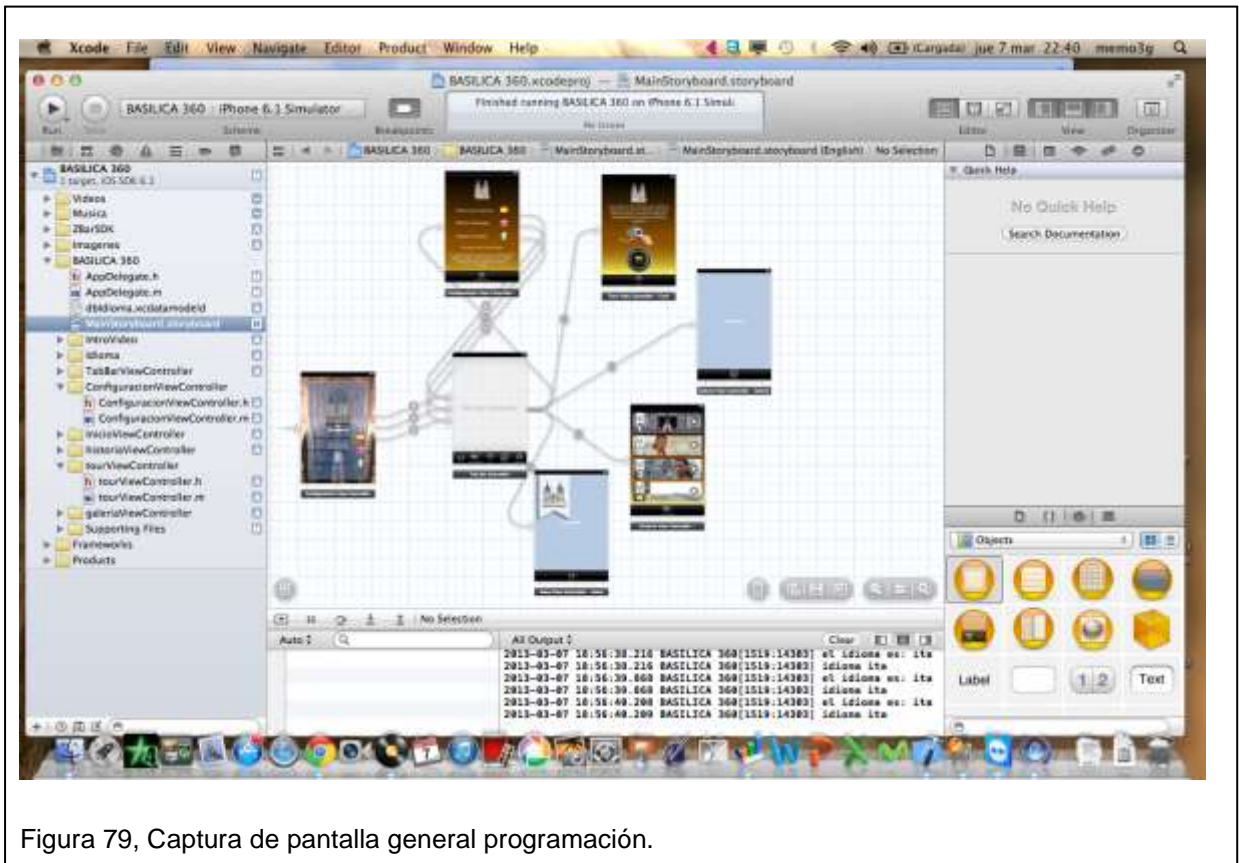 Xcode File Edit View Navigate Editor Product Window Help (Cargada) jue 7 mar 22:40 memo3g
BASILICA 360.xcodeproj — MainStoryboard.storyboard
BASILICA 360 iPhone 6.1 Simulator
Finished running BASILICA 360 on iPhone 6.1 Simul
No Issues
Run Stop Scheme Breakpoints Editor View Organizer
BASILICA 360 BASILICA 360 MainStoryboard.st... MainStoryboard.storyboard (English) No Selection
BASILICA 360
1 target, iOS SDK 6.1
Videos
Musica
ZBarSDK
Imagenes
BASILICA 360
AppDelegate.h
AppDelegate.m
dbIdioma.xcdatamodeld
MainStoryboard.storyboard
IntroVideo
Idioma
TabBarViewController
ConfiguracionViewController
ConfiguracionViewController.h
ConfiguracionViewController.m
InicioViewController
historiaViewController
tourViewController
tourViewController.h
tourViewController.m
galeriaViewController
Supporting Files
Frameworks
Products
Quick Help
No Quick Help
Search Documentation
Objects
Label
1 2
Text
No Selection
Auto
All Output
Clear
2013-03-07 18:56:38.216 BASILICA 360[1519:14303] el idioma es: ita
2013-03-07 18:56:38.216 BASILICA 360[1519:14303] idioma ita
2013-03-07 18:56:39.068 BASILICA 360[1519:14303] el idioma es: ita
2013-03-07 18:56:39.068 BASILICA 360[1519:14303] idioma ita
2013-03-07 18:56:40.208 BASILICA 360[1519:14303] el idioma es: ita
2013-03-07 18:56:40.209 BASILICA 360[1519:14303] idioma ita
Figura 79, Captura de pantalla general programación.